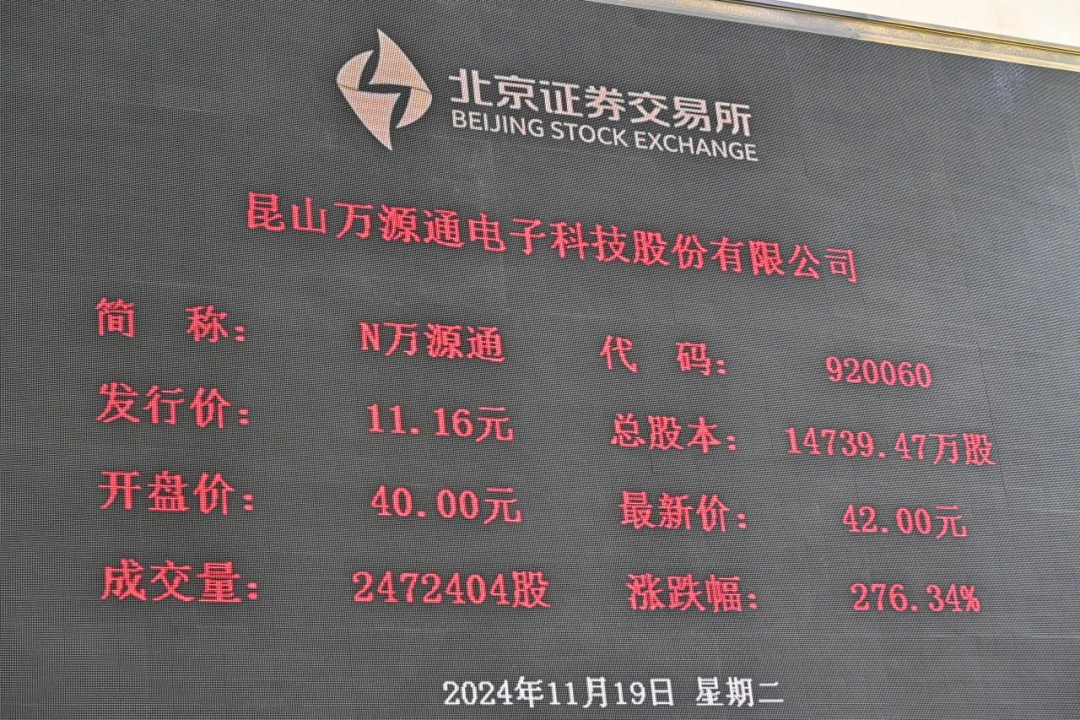 北京证券交易所
BEIJING STOCK EXCHANGE
昆山万源通电子科技股份有限公司
简 称： N万源通 代 码： 920060
发行价： 11.16元 总股本： 14739.47万股
开盘价： 40.00元 最新价： 42.00元
成交量： 2472404股 涨跌幅： 276.34%
2024年11月19日 星期二